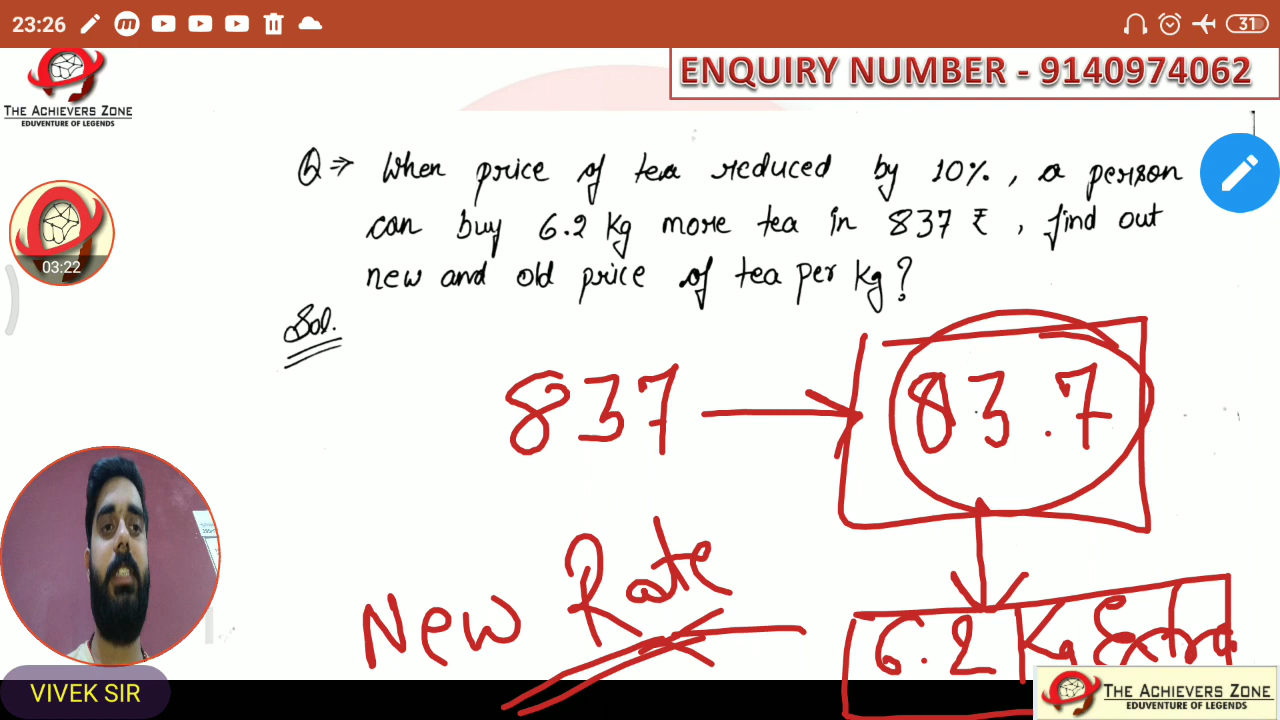 23:26
31
THE ACHIEVERS ZONE
EDUVENTURE OF LEGENDS
ENQUIRY NUMBER - 9140974062
Q ⇒ When price of tea reduced by 10%, a person
can buy 6.2 Kg more tea in 837 ₹, find out
new and old price of tea per Kg?
03:22
Sol.
837 → 83.7
New Rate
6.2 Kg Extra
VIVEK SIR
THE ACHIEVERS ZONE
EDUVENTURE OF LEGENDS